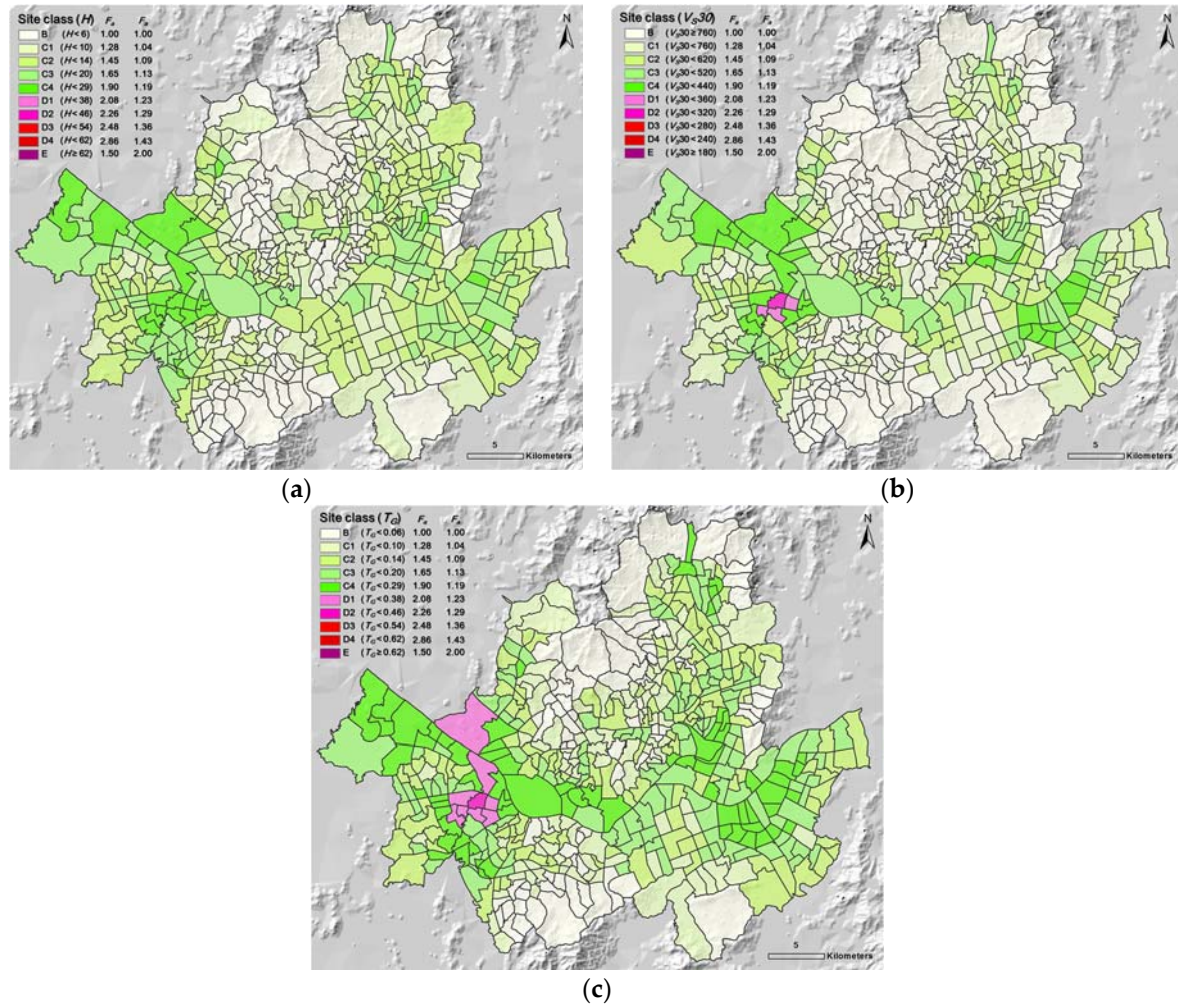 Site class (H) Fₐ Fₐ
B (H<6) 1.00 1.00
C1 (H<10) 1.28 1.04
C2 (H<14) 1.45 1.09
C3 (H<20) 1.65 1.13
C4 (H<29) 1.90 1.19
D1 (H<38) 2.08 1.23
D2 (H<46) 2.26 1.29
D3 (H<54) 2.48 1.36
D4 (H<62) 2.86 1.43
E (H≥62) 1.50 2.00
N
5
Kilometers
(a)
Site class (VS30) Fₐ Fₐ
B (VS30≥760) 1.00 1.00
C1 (VS30<760) 1.28 1.04
C2 (VS30<620) 1.45 1.09
C3 (VS30<520) 1.65 1.13
C4 (VS30<440) 1.90 1.19
D1 (VS30<360) 2.08 1.23
D2 (VS30<320) 2.26 1.29
D3 (VS30<280) 2.48 1.36
D4 (VS30<240) 2.86 1.43
E (VS30≥180) 1.50 2.00
N
5
Kilometers
(b)
Site class (TG) Fₐ Fₐ
B (TG<0.06) 1.00 1.00
C1 (TG<0.10) 1.28 1.04
C2 (TG<0.14) 1.45 1.09
C3 (TG<0.20) 1.65 1.13
C4 (TG<0.29) 1.90 1.19
D1 (TG<0.38) 2.08 1.23
D2 (TG<0.46) 2.26 1.29
D3 (TG<0.54) 2.48 1.36
D4 (TG<0.62) 2.86 1.43
E (TG≥0.62) 1.50 2.00
N
5
Kilometers
(c)